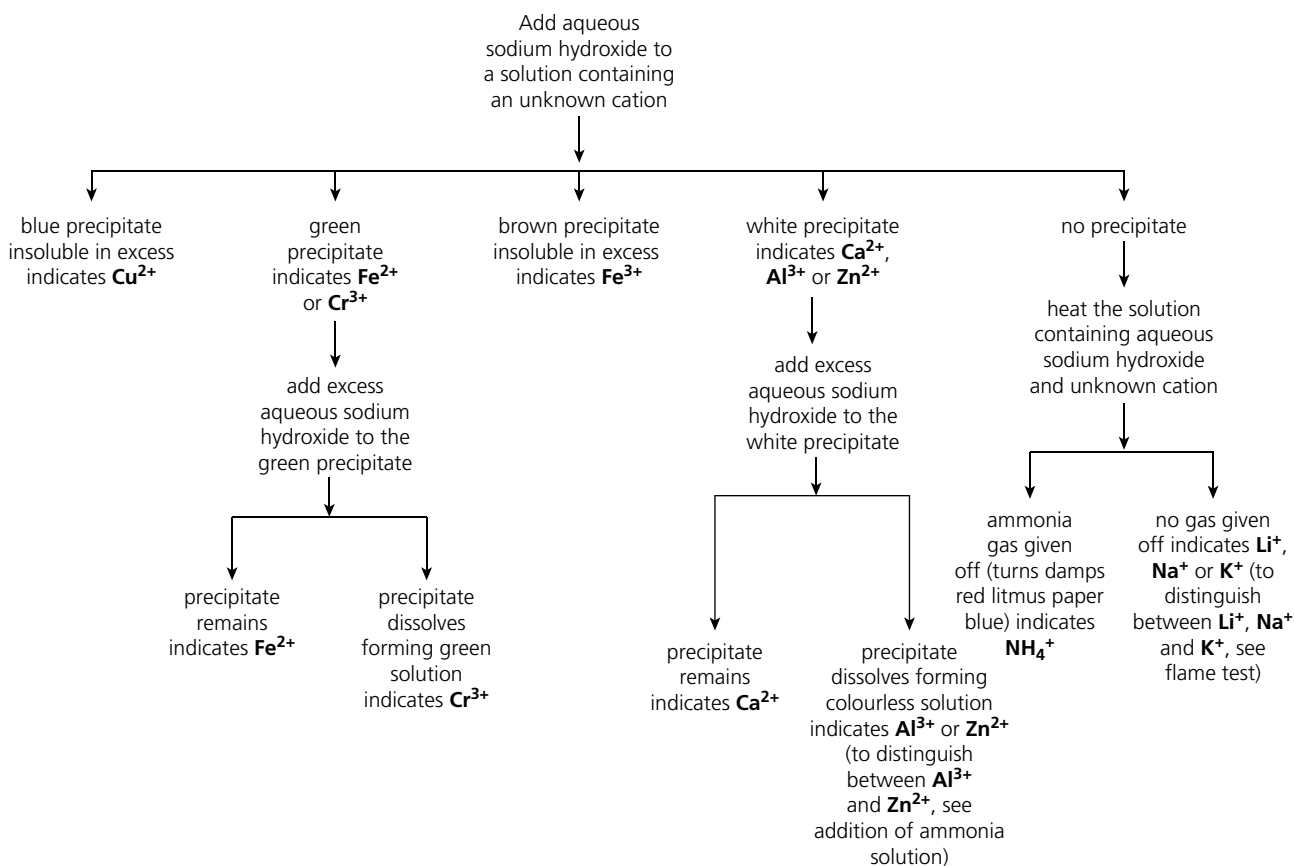 Add aqueous
sodium hydroxide to
a solution containing
an unknown cation
blue precipitate
insoluble in excess
indicates Cu²⁺
green
precipitate
indicates Fe²⁺
or Cr³⁺
brown precipitate
insoluble in excess
indicates Fe³⁺
white precipitate
indicates Ca²⁺,
Al³⁺ or Zn²⁺
no precipitate
add excess
aqueous sodium
hydroxide to the
green precipitate
add excess
aqueous sodium
hydroxide to the
white precipitate
heat the solution
containing aqueous
sodium hydroxide
and unknown cation
precipitate
remains
indicates Fe²⁺
precipitate
dissolves
forming green
solution
indicates Cr³⁺
precipitate
remains
indicates Ca²⁺
precipitate
dissolves forming
colourless solution
indicates Al³⁺ or Zn²⁺
(to distinguish
between Al³⁺
and Zn²⁺, see
addition of ammonia
solution)
ammonia
gas given
off (turns damps
red litmus paper
blue) indicates
NH₄⁺
no gas given
off indicates Li⁺,
Na⁺ or K⁺ (to
distinguish
between Li⁺, Na⁺
and K⁺, see
flame test)